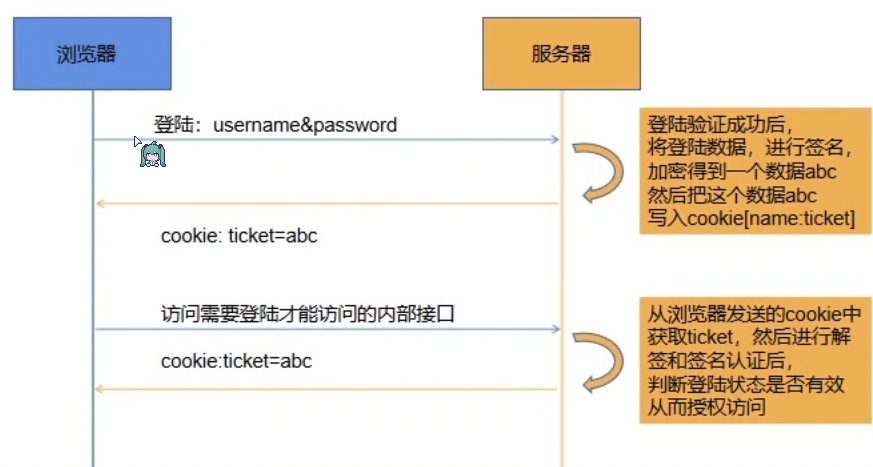 浏览器
服务器
登陆：username&password
登陆验证成功后，
将登陆数据，进行签名，
加密得到一个数据abc
然后把这个数据abc
写入cookie[name:ticket]
cookie: ticket=abc
访问需要登陆才能访问的内部接口
从浏览器发送的cookie中
获取ticket，然后进行解
签和签名认证后，
判断登陆状态是否有效
从而授权访问
cookie:ticket=abc